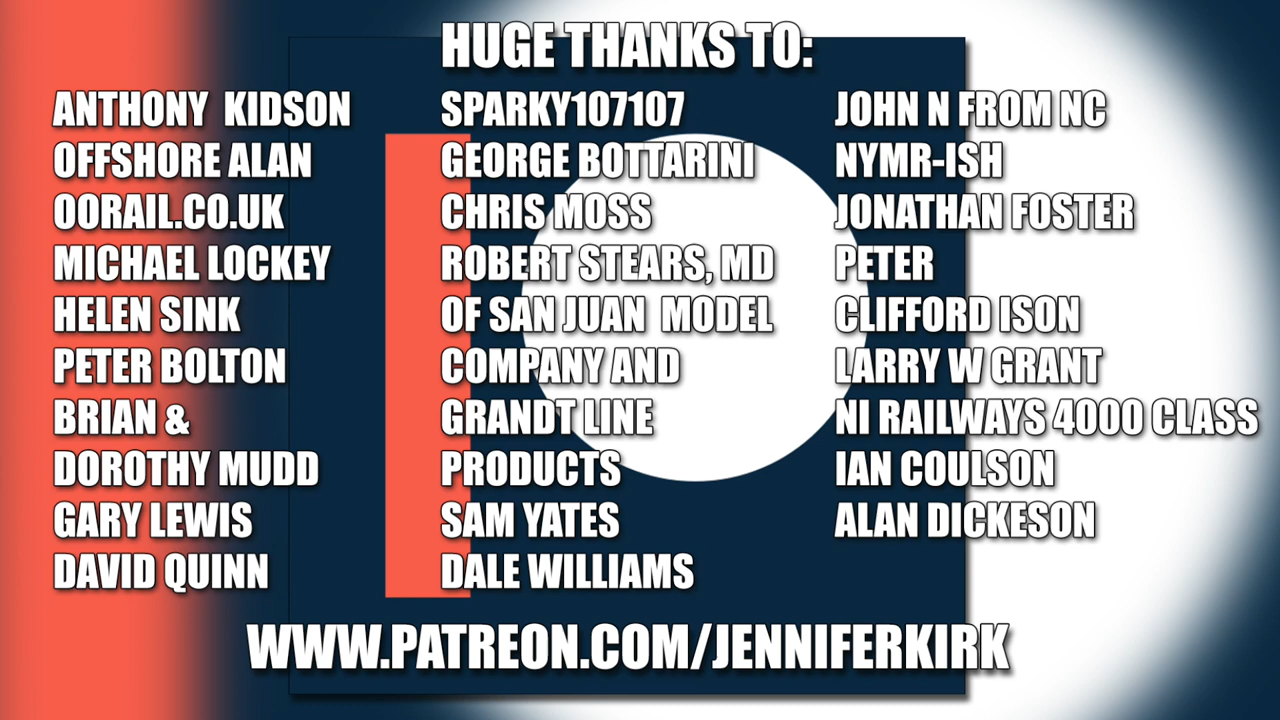 HUGE THANKS TO:
ANTHONY KIDSON
OFFSHORE ALAN
OORAIL.CO.UK
MICHAEL LOCKEY
HELEN SINK
PETER BOLTON
BRIAN &
DOROTHY MUDD
GARY LEWIS
DAVID QUINN
SPARKY107107
GEORGE BOTTARINI
CHRIS MOSS
ROBERT STEARS, MD
OF SAN JUAN MODEL
COMPANY AND
GRANDT LINE
PRODUCTS
SAM YATES
DALE WILLIAMS
JOHN N FROM NC
NYMR-ISH
JONATHAN FOSTER
PETER
CLIFFORD ISON
LARRY W GRANT
NI RAILWAYS 4000 CLASS
IAN COULSON
ALAN DICKESON
WWW.PATREON.COM/JENNIFERKIRK